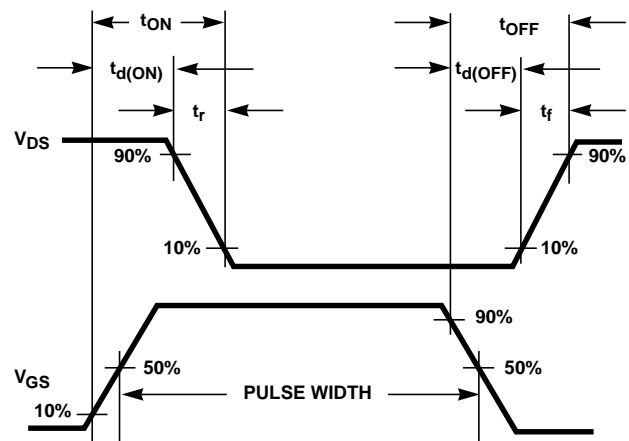 tON
tOFF
td(ON)
td(OFF)
tr
tf
VDS
90%
90%
10%
10%
90%
50%
50%
VGS
PULSE WIDTH
10%